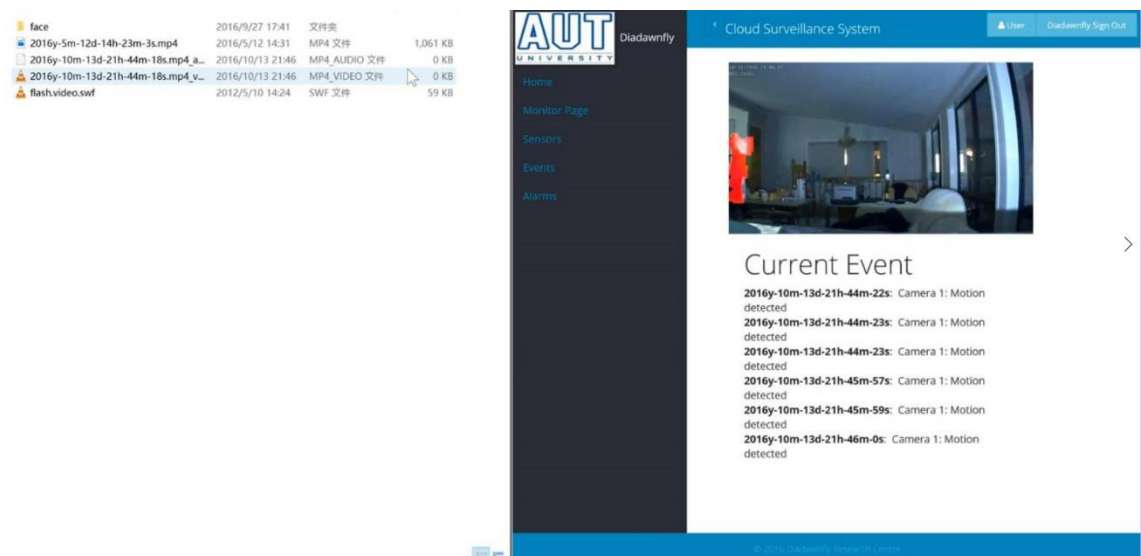 face 2016/9/27 17:41 文件夹
2016y-5m-12d-14h-23m-3s.mp4 2016/5/12 14:31 MP4 文件 1,061 KB
2016y-10m-13d-21h-44m-18s.mp4_a... 2016/10/13 21:46 MP4_AUDIO 文件 0 KB
2016y-10m-13d-21h-44m-18s.mp4_v... 2016/10/13 21:46 MP4_VIDEO 文件 0 KB
flash.video.swf 2012/5/10 14:24 SWF 文件 59 KB
AUT
UNIVERSITY
Diadawnfly
Home
Monitor Page
Sensors
Events
Alarms
Cloud Surveillance System
User
Diadawnfly Sign Out
Current Event
2016y-10m-13d-21h-44m-22s: Camera 1: Motion
detected
2016y-10m-13d-21h-44m-23s: Camera 1: Motion
detected
2016y-10m-13d-21h-44m-23s: Camera 1: Motion
detected
2016y-10m-13d-21h-45m-57s: Camera 1: Motion
detected
2016y-10m-13d-21h-45m-59s: Camera 1: Motion
detected
2016y-10m-13d-21h-46m-0s: Camera 1: Motion
detected
© 2016 Diadawnfly Research Centre